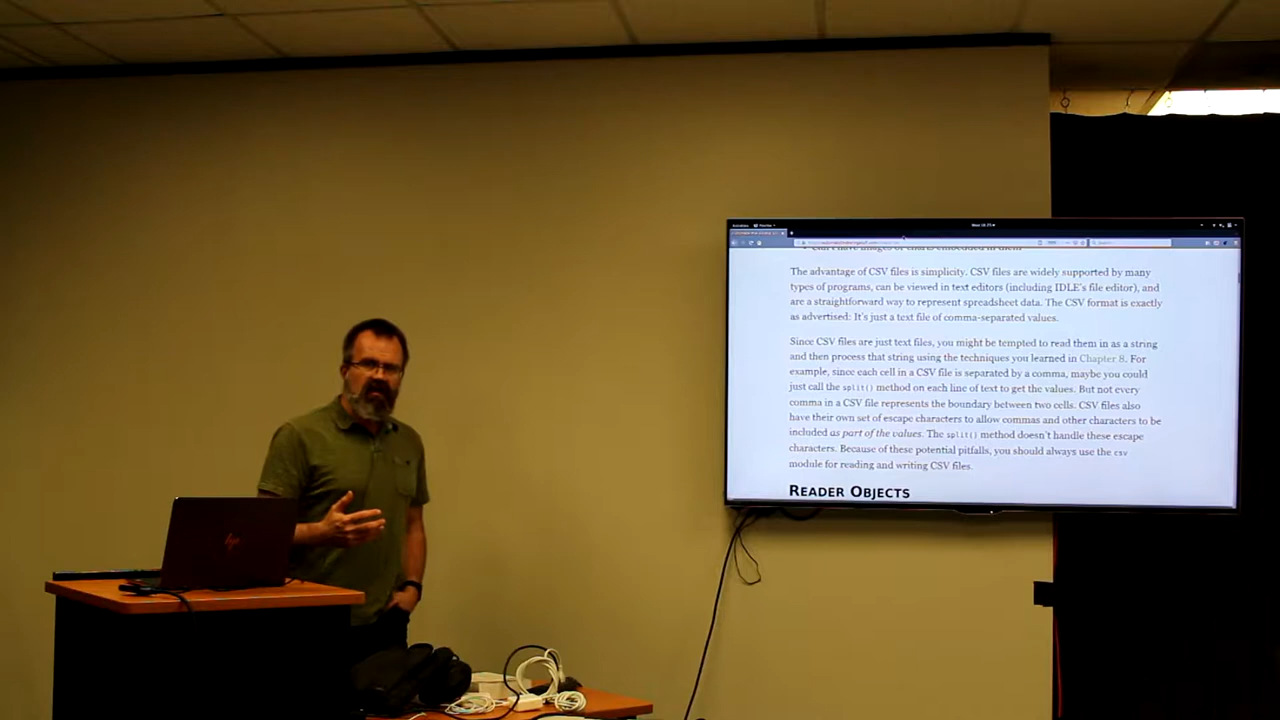 The advantage of CSV files is simplicity. CSV files are widely supported by many
types of programs, can be viewed in text editors (including IDLE's file editor), and
are a straightforward way to represent spreadsheet data. The CSV format is exactly
as advertised: It's just a text file of comma-separated values.
Since CSV files are just text files, you might be tempted to read them in as a string
and then process that string using the techniques you learned in Chapter 8. For
example, since each cell in a CSV file is separated by a comma, maybe you could
just call the split() method on each line of text to get the values. But not every
comma in a CSV file represents the boundary between two cells. CSV files also
have their own set of escape characters to allow commas and other characters to be
included as part of the values. The split() method doesn't handle these escape
characters. Because of these potential pitfalls, you should always use the csv
module for reading and writing CSV files.
READER OBJECTS
hp